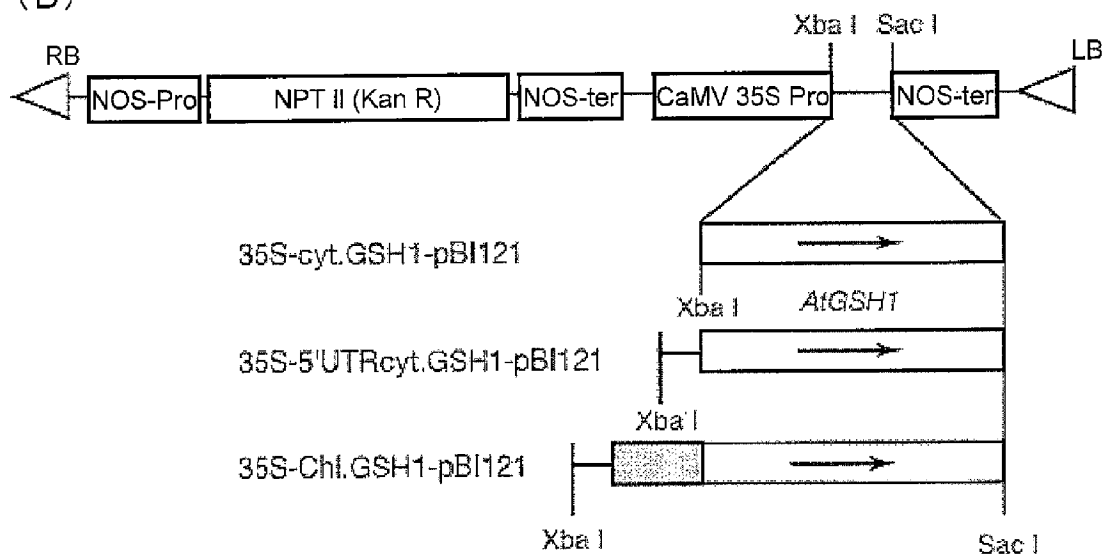 (B)
Xba I Sac I
RB LB
NOS-Pro NPT II (Kan R) NOS-ter CaMV 35S Pro NOS-ter
35S-cyt.GSH1-pBI121
Xba I AtGSH1
35S-5'UTRcyt.GSH1-pBI121
Xba I
35S-Chl.GSH1-pBI121
Xba I Sac I